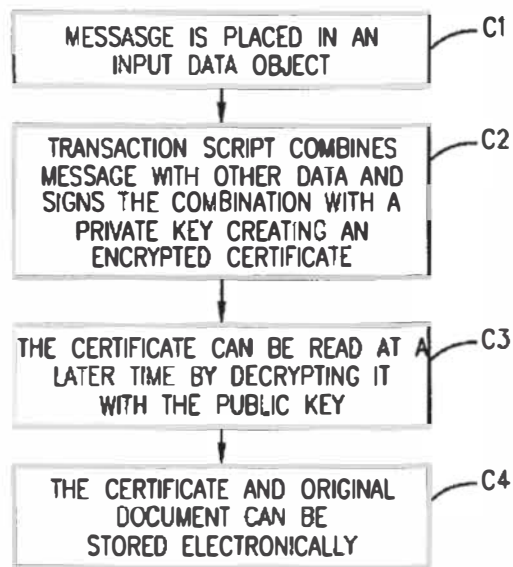 MESSASGE IS PLACED IN AN
INPUT DATA OBJECT
C1
TRANSACTION SCRIPT COMBINES
MESSAGE WITH OTHER DATA AND
SIGNS THE COMBINATION WITH A
PRIVATE KEY CREATING AN
ENCRYPTED CERTIFICATE
C2
THE CERTIFICATE CAN BE READ AT A
LATER TIME BY DECRYPTING IT
WITH THE PUBLIC KEY
C3
THE CERTIFICATE AND ORIGINAL
DOCUMENT CAN BE
STORED ELECTRONICALLY
C4